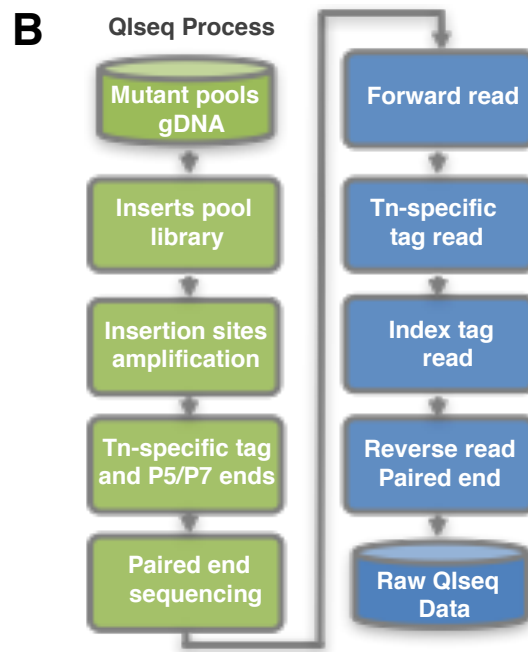 B
QIseq Process
Mutant pools
gDNA
Inserts pool
library
Insertion sites
amplification
Tn-specific tag
and P5/P7 ends
Paired end
sequencing
Forward read
Tn-specific
tag read
Index tag
read
Reverse read
Paired end
Raw QIseq
Data